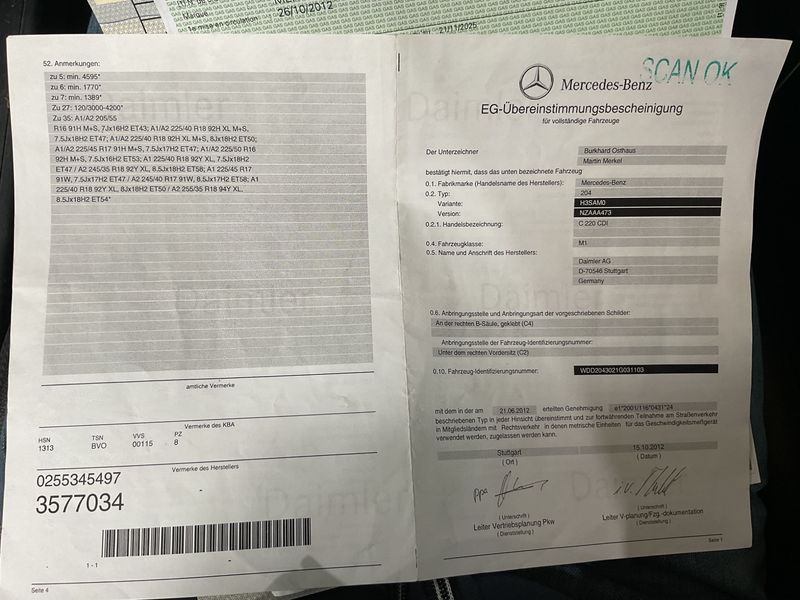 Marque
1e mise en circulation
26/10/2012
21/11/2025
52. Anmerkungen:
zu 5: min. 4595*
zu 6: min. 1770*
zu 7: min. 1389*
Zu 27: 120/3000-4200*
Zu 35: A1/A2 205/55
R16 91H M+S, 7Jx16H2 ET43; A1/A2 225/40 R18 92H XL M+S,
7.5Jx18H2 ET47; A1/A2 225/40 R18 92H XL M+S, 8Jx18H2 ET50;
A1/A2 225/45 R17 91H M+S, 7.5Jx17H2 ET47; A1/A2 225/50 R16
92H M+S, 7.5Jx16H2 ET53; A1 225/40 R18 92Y XL, 7.5Jx18H2
ET47 / A2 245/35 R18 92Y XL, 8.5Jx18H2 ET58; A1 225/45 R17
91W, 7.5Jx17H2 ET47 / A2 245/40 R17 91W, 8.5Jx17H2 ET58; A1
225/40 R18 92Y XL, 8Jx18H2 ET50 / A2 255/35 R18 94Y XL,
8.5Jx18H2 ET54*
amtliche Vermerke
Vermerke des KBA
HSN TSN VVS PZ
1313 BVO 00115 8
Vermerke des Herstellers
0255345497
3577034
1 - 1
Seite 4
SCAN OK
Mercedes-Benz
EG-Übereinstimmungsbescheinigung
für vollständige Fahrzeuge
Der Unterzeichner Burkhard Osthaus
Martin Merkel
bestätigt hiermit, dass das unten bezeichnete Fahrzeug
0.1. Fabrikmarke (Handelsname des Herstellers): Mercedes-Benz
0.2. Typ: 204
Variante: H3SAM0
Version: NZAAA473
0.2.1. Handelsbezeichnung: C 220 CDI
0.4. Fahrzeugklasse: M1
0.5. Name und Anschrift des Herstellers:
Daimler AG
D-70546 Stuttgart
Germany
0.6. Anbringungsstelle und Anbringungsart der vorgeschriebenen Schilder:
An der rechten B-Säule, geklebt (C4)
Anbringungsstelle der Fahrzeug-Identifizierungsnummer:
Unter dem rechten Vordersitz (C2)
0.10. Fahrzeug-Identifizierungsnummer: WDD2043021G031103
mit dem in der am 21.06.2012 erteilten Genehmigung e1*2001/116*0431*24
beschriebenen Typ in jeder Hinsicht übereinstimmt und zur fortwährenden Teilnahme am Straßenverkehr
in Mitgliedsländern mit Rechtsverkehr in denen metrische Einheiten für das Geschwindigkeitsmeßgerät
verwendet werden, zugelassen werden kann.
Stuttgart 15.10.2012
( Ort ) ( Datum )
ppa
i.v.
( Unterschrift ) ( Unterschrift )
Leiter Vertriebsplanung Pkw Leiter V-planung/Fzg.-dokumentation
( Dienststellung ) ( Dienststellung )
Seite 1